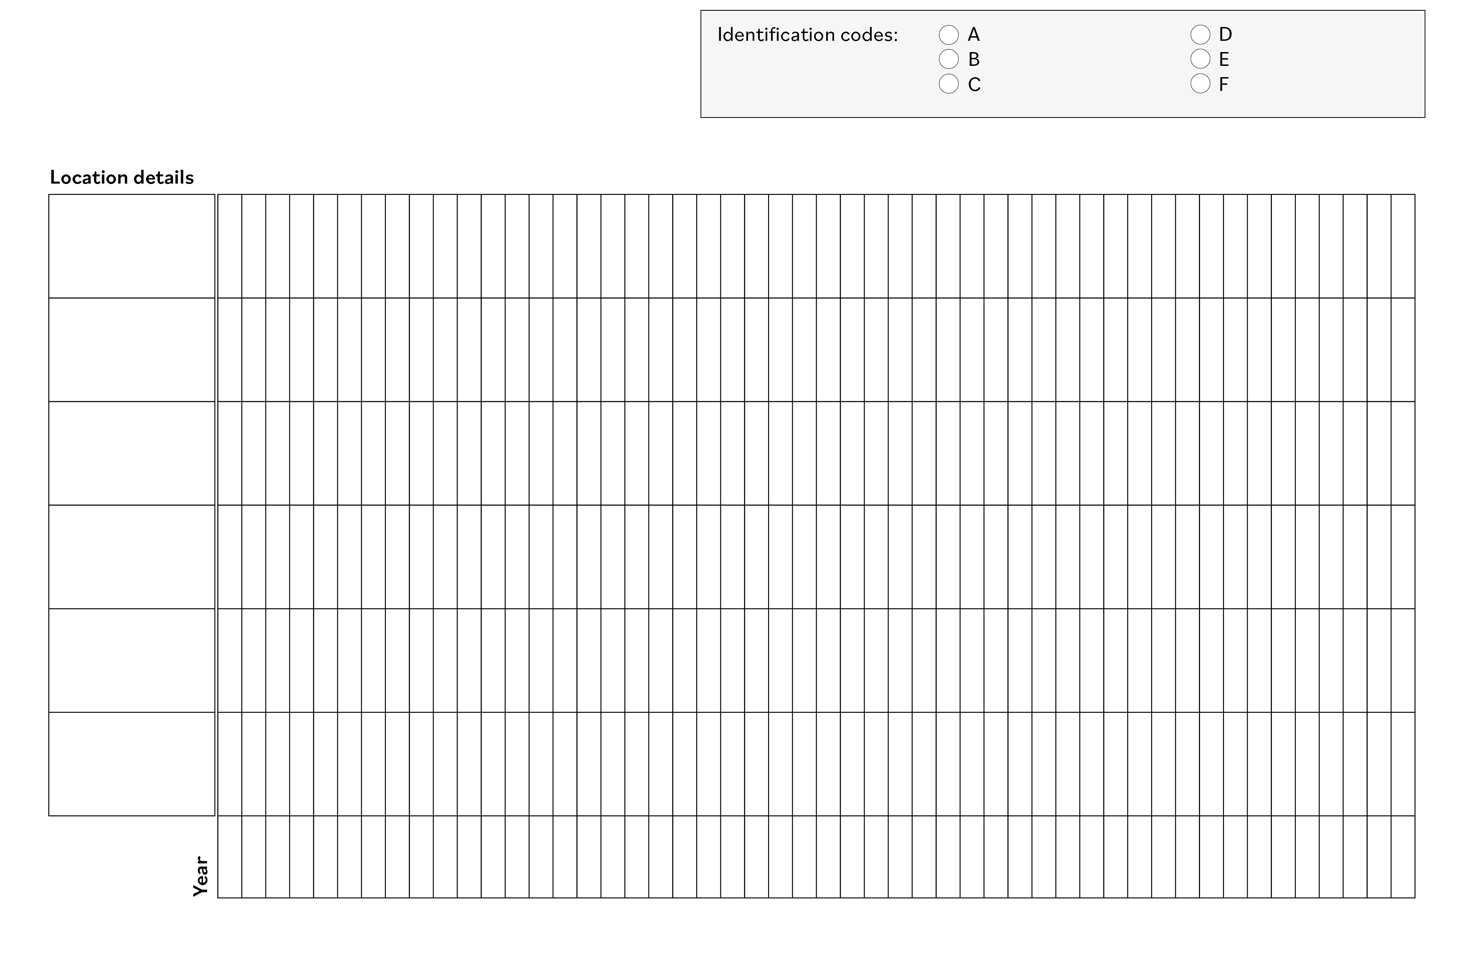 Identification codes:
A
B
C
D
E
F
Location details
Year